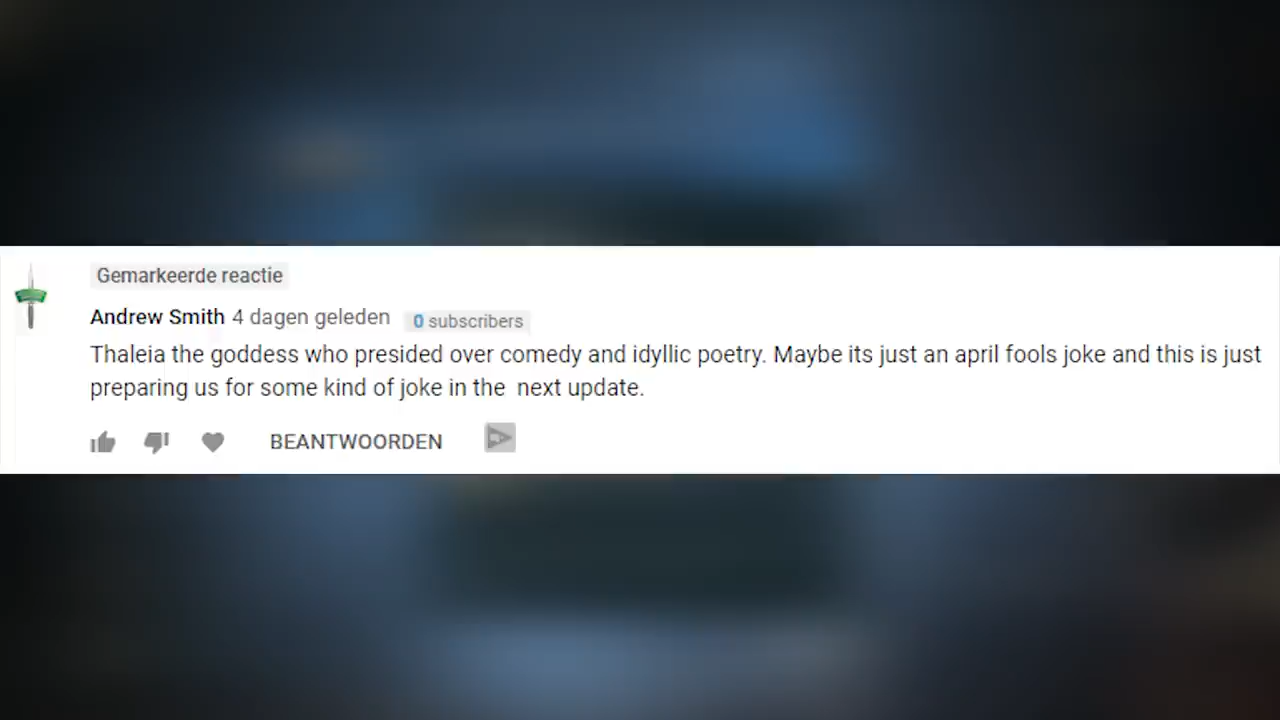 Gemarkeerde reactie
Andrew Smith 4 dagen geleden 0 subscribers
Thaleia the goddess who presided over comedy and idyllic poetry. Maybe its just an april fools joke and this is just
preparing us for some kind of joke in the  next update.
BEANTWOORDEN